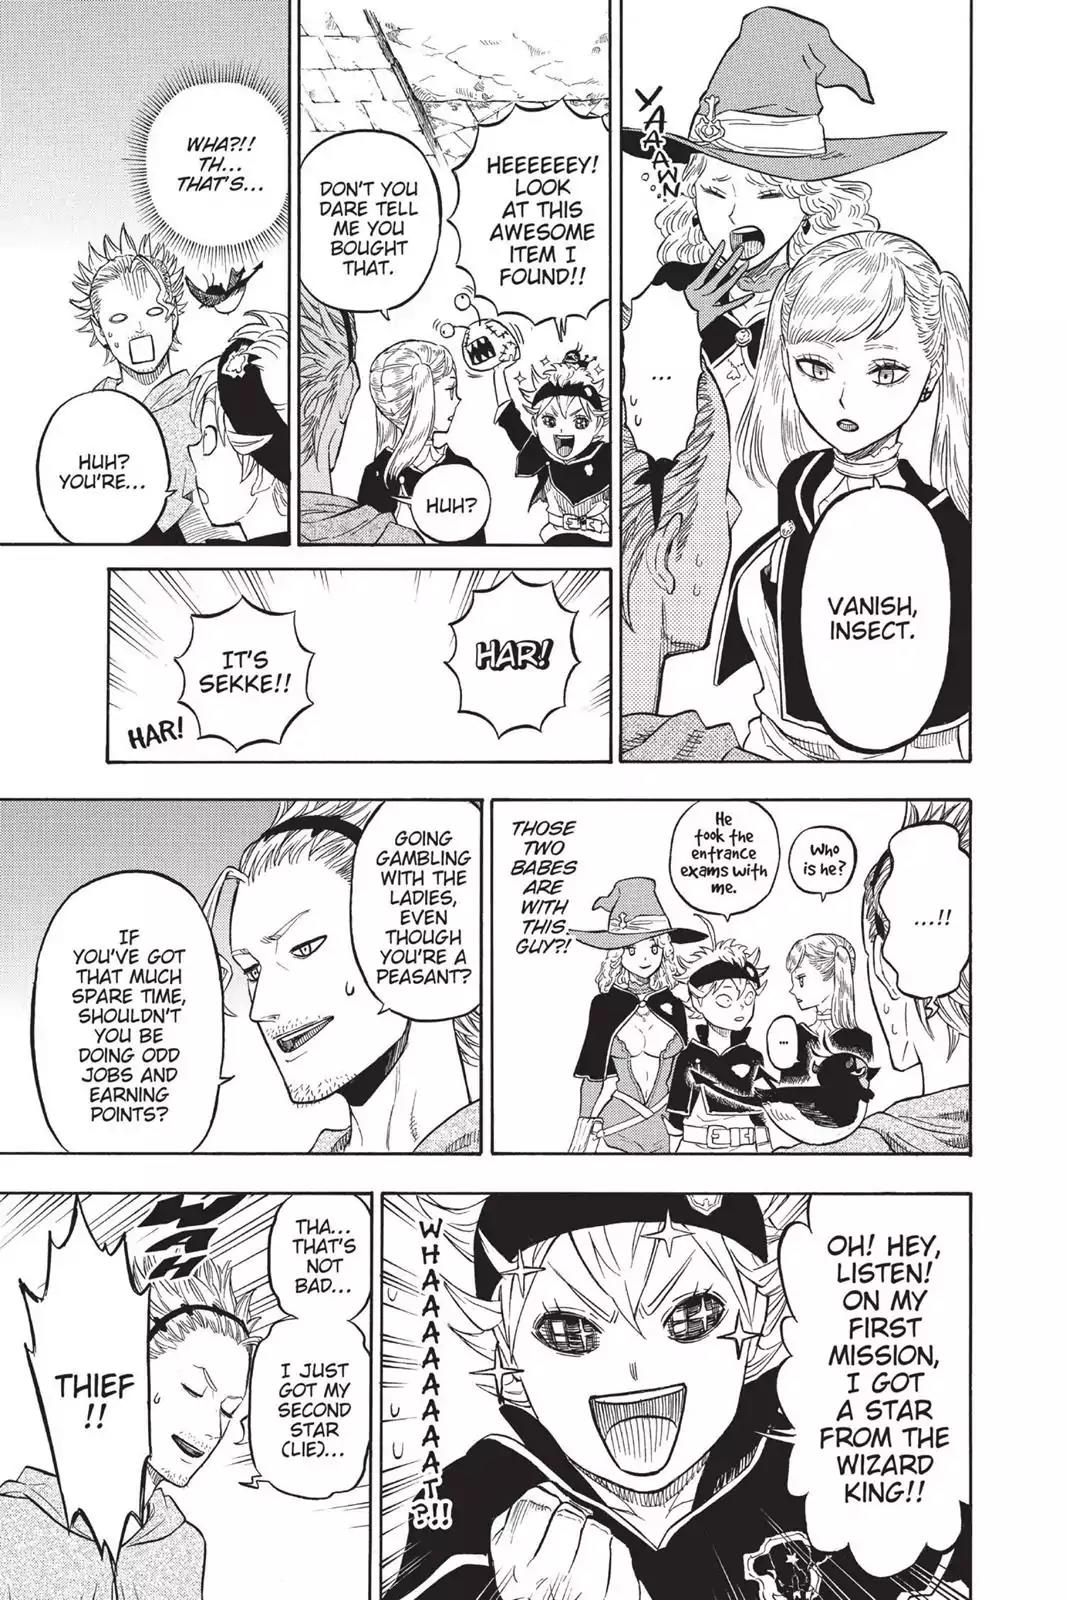 YAAAWN
...
VANISH,
INSECT.
HEEEEEEY!
LOOK
AT THIS
AWESOME
ITEM I
FOUND!!
DON'T YOU
DARE TELL
ME YOU
BOUGHT
THAT.
HUH?
WHA?!!
TH...
THAT'S...
HUH?
YOU'RE...
HAR!
IT'S
SEKKE!!
HAR!
...!!
Who
is he?
He
took the
entrance
exams with
me.
...
THOSE
TWO
BABES
ARE
WITH
THIS
GUY?!
GOING
GAMBLING
WITH THE
LADIES,
EVEN
THOUGH
YOU'RE A
PEASANT?
IF
YOU'VE GOT
THAT MUCH
SPARE TIME,
SHOULDN'T
YOU BE
DOING ODD
JOBS AND
EARNING
POINTS?
OH! HEY,
LISTEN!
ON MY
FIRST
MISSION,
I GOT
A STAR
FROM THE
WIZARD
KING!!
WHAAAAAAAAAT?!!
THA...
THAT'S
NOT
BAD...
I JUST
GOT MY
SECOND
STAR
(LIE)...
WAH
THIEF
!!